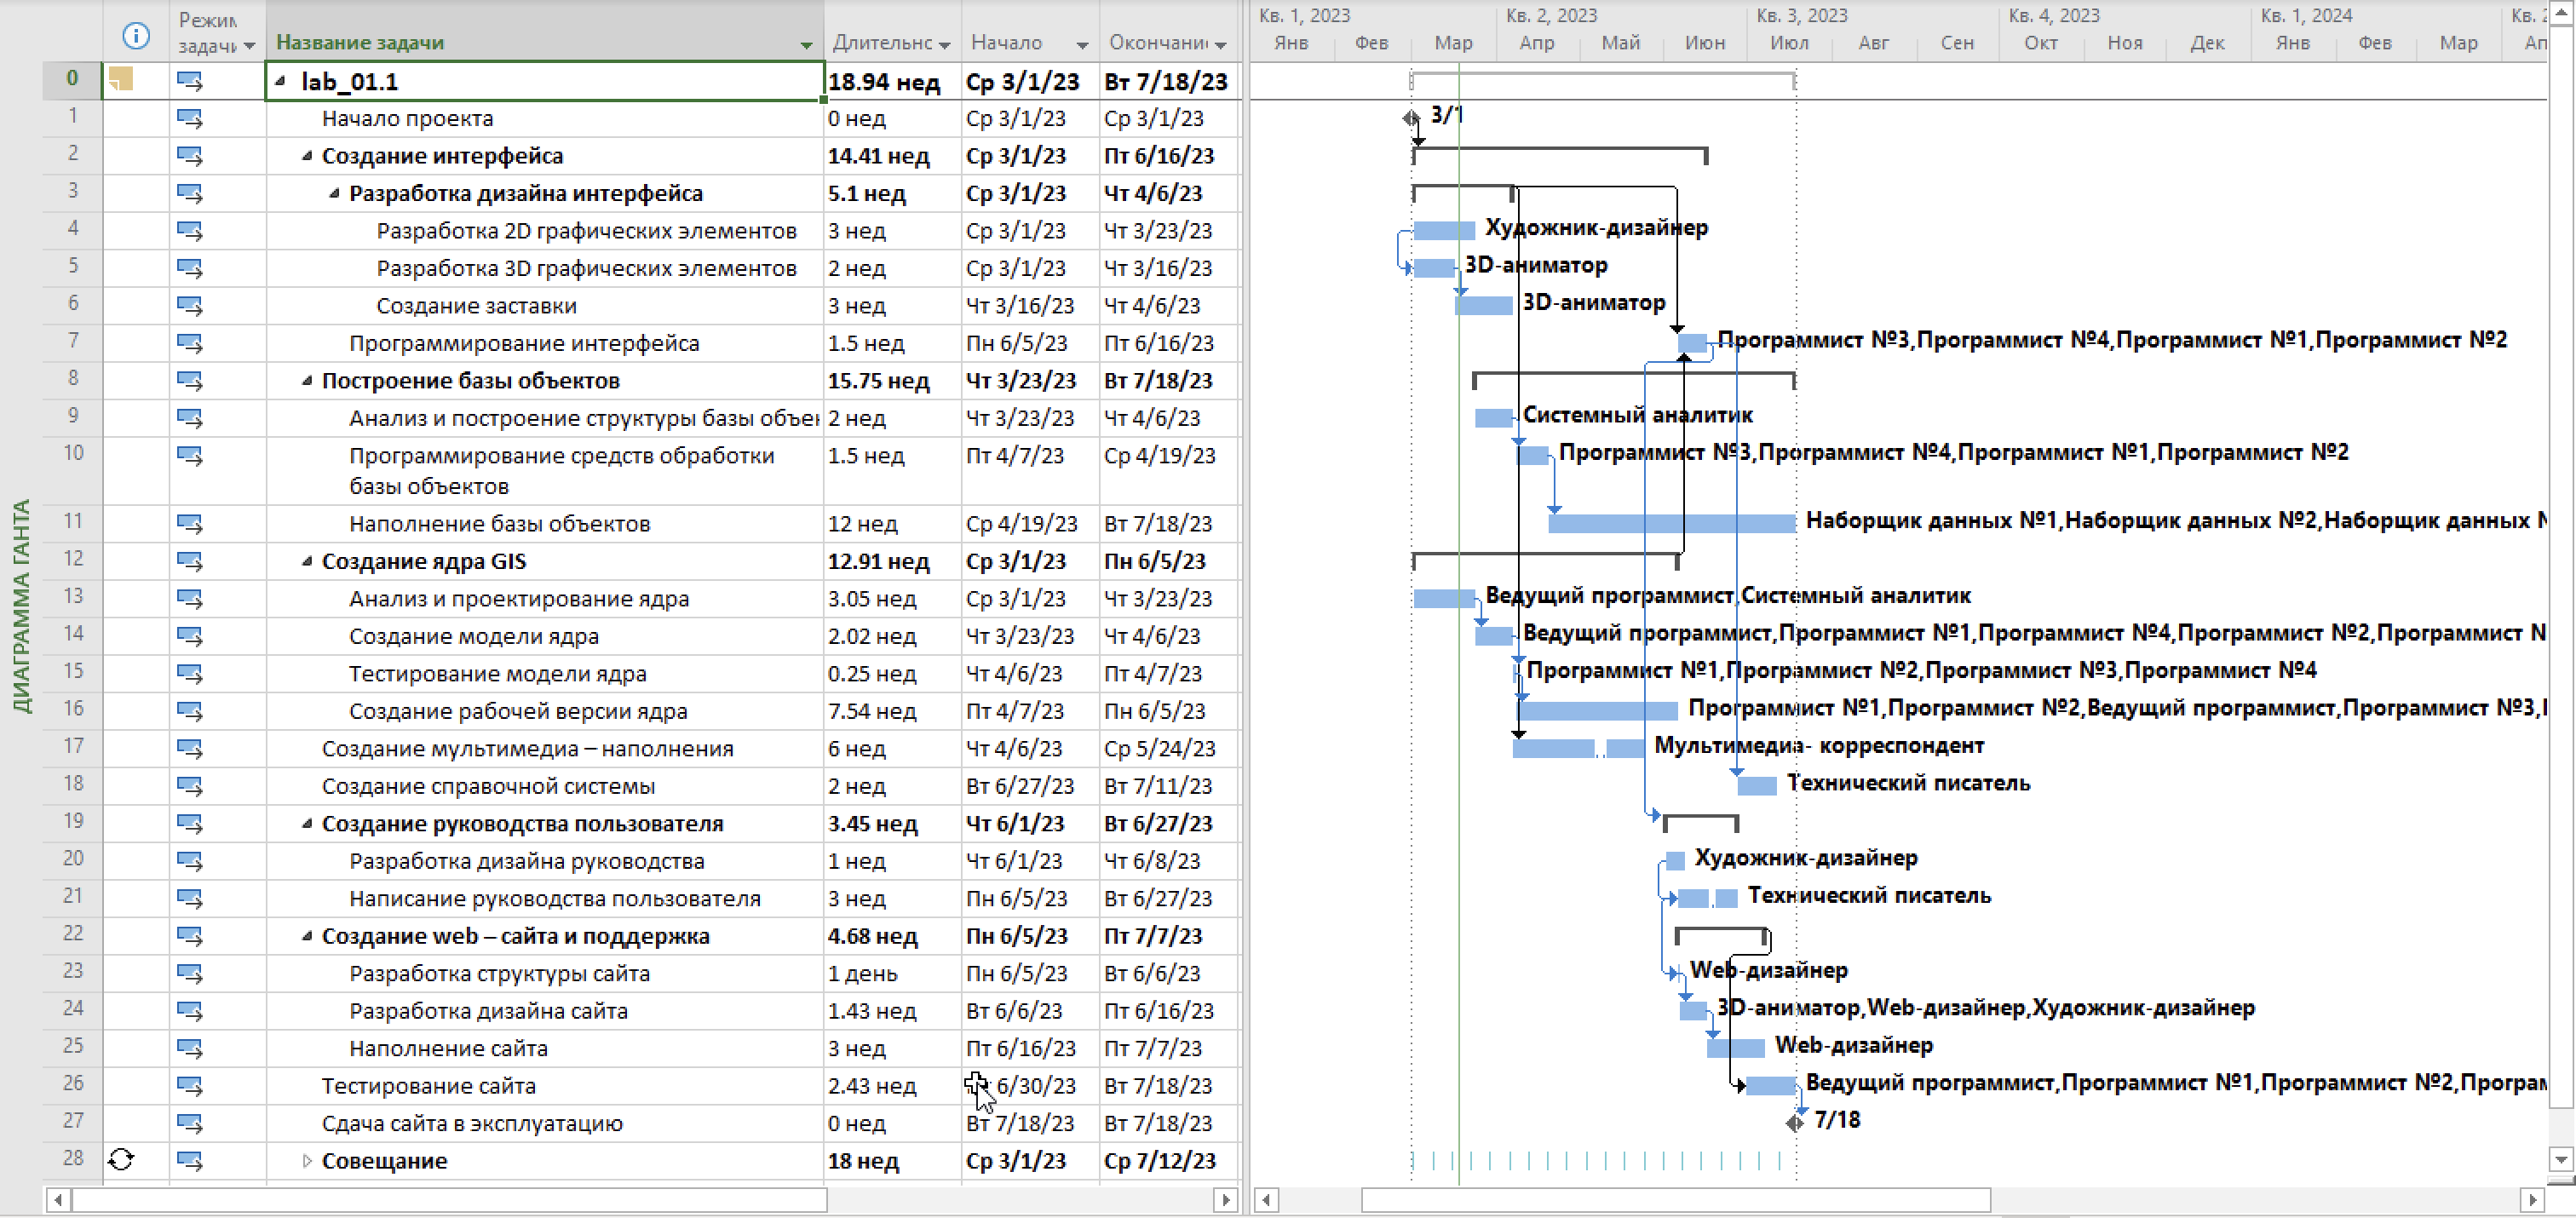 Кв. 1, 2023 Кв. 2, 2023 Кв. 3, 2023 Кв. 4, 2023 Кв. 1, 2024 Кв. 2
Режим задачи Название задачи Длительнс Начало Окончани Янв Фев Мар Апр Май Июн Июл Авг Сен Окт Ноя Дек Янв Фев Мар Ап
ДИАГРАММА ГАНТА
0 lab_01.1 18.94 нед Ср 3/1/23 Вт 7/18/23
1 Начало проекта 0 нед Ср 3/1/23 Ср 3/1/23 3/1
2 Создание интерфейса 14.41 нед Ср 3/1/23 Пт 6/16/23
3 Разработка дизайна интерфейса 5.1 нед Ср 3/1/23 Чт 4/6/23
4 Разработка 2D графических элементов 3 нед Ср 3/1/23 Чт 3/23/23 Художник-дизайнер
5 Разработка 3D графических элементов 2 нед Ср 3/1/23 Чт 3/16/23 3D-аниматор
6 Создание заставки 3 нед Чт 3/16/23 Чт 4/6/23 3D-аниматор
7 Программирование интерфейса 1.5 нед Пн 6/5/23 Пт 6/16/23 Программист №3,Программист №4,Программист №1,Программист №2
8 Построение базы объектов 15.75 нед Чт 3/23/23 Вт 7/18/23
9 Анализ и построение структуры базы объе 2 нед Чт 3/23/23 Чт 4/6/23 Системный аналитик
10 Программирование средств обработки 1.5 нед Пт 4/7/23 Ср 4/19/23 Программист №3,Программист №4,Программист №1,Программист №2
базы объектов
11 Наполнение базы объектов 12 нед Ср 4/19/23 Вт 7/18/23 Наборщик данных №1,Наборщик данных №2,Наборщик данных
12 Создание ядра GIS 12.91 нед Ср 3/1/23 Пн 6/5/23
13 Анализ и проектирование ядра 3.05 нед Ср 3/1/23 Чт 3/23/23 Ведущий программист,Системный аналитик
14 Создание модели ядра 2.02 нед Чт 3/23/23 Чт 4/6/23 Ведущий программист,Программист №1,Программист №4,Программист №2,Программист
15 Тестирование модели ядра 0.25 нед Чт 4/6/23 Пт 4/7/23 Программист №1,Программист №2,Программист №3,Программист №4
16 Создание рабочей версии ядра 7.54 нед Пт 4/7/23 Пн 6/5/23 Программист №1,Программист №2,Ведущий программист,Программист №3,
17 Создание мультимедиа – наполнения 6 нед Чт 4/6/23 Ср 5/24/23 Мультимедиа- корреспондент
18 Создание справочной системы 2 нед Вт 6/27/23 Вт 7/11/23 Технический писатель
19 Создание руководства пользователя 3.45 нед Чт 6/1/23 Вт 6/27/23
20 Разработка дизайна руководства 1 нед Чт 6/1/23 Чт 6/8/23 Художник-дизайнер
21 Написание руководства пользователя 3 нед Пн 6/5/23 Вт 6/27/23 Технический писатель
22 Создание web – сайта и поддержка 4.68 нед Пн 6/5/23 Пт 7/7/23
23 Разработка структуры сайта 1 день Пн 6/5/23 Вт 6/6/23 Web-дизайнер
24 Разработка дизайна сайта 1.43 нед Вт 6/6/23 Пт 6/16/23 3D-аниматор,Web-дизайнер,Художник-дизайнер
25 Наполнение сайта 3 нед Пт 6/16/23 Пт 7/7/23 Web-дизайнер
26 Тестирование сайта 2.43 нед 6/30/23 Вт 7/18/23 Ведущий программист,Программист №1,Программист №2,Програм
27 Сдача сайта в эксплуатацию 0 нед Вт 7/18/23 Вт 7/18/23 7/18
28 Совещание 18 нед Ср 3/1/23 Ср 7/12/23